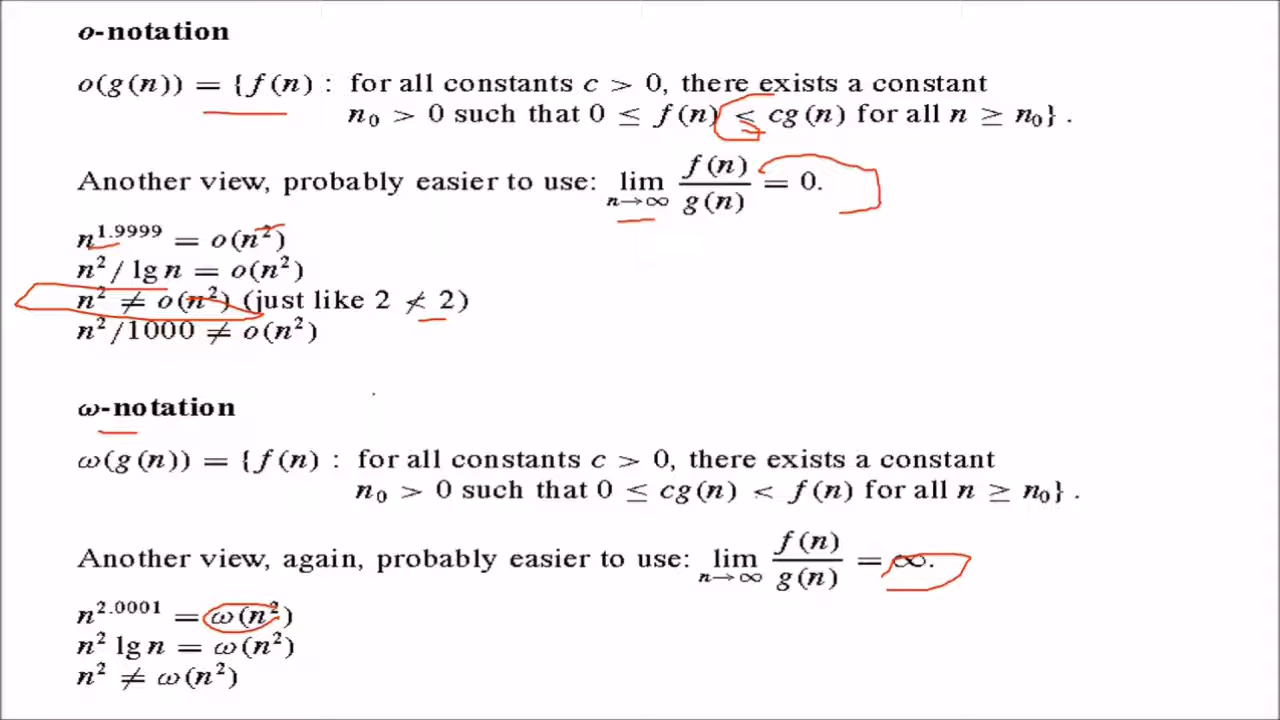 o-notation
o(g(n)) = {f(n) : for all constants c > 0, there exists a constant
n₀ > 0 such that 0 ≤ f(n) < cg(n) for all n ≥ n₀} .
Another view, probably easier to use: lim n→∞ f(n)/g(n) = 0.
n^1.9999 = o(n²)
n²/ lg n = o(n²)
n² ≠ o(n²) (just like 2 ≮ 2)
n²/1000 ≠ o(n²)
ω-notation
ω(g(n)) = {f(n) : for all constants c > 0, there exists a constant
n₀ > 0 such that 0 ≤ cg(n) < f(n) for all n ≥ n₀} .
Another view, again, probably easier to use: lim n→∞ f(n)/g(n) = ∞.
n^2.0001 = ω(n²)
n² lg n = ω(n²)
n² ≠ ω(n²)